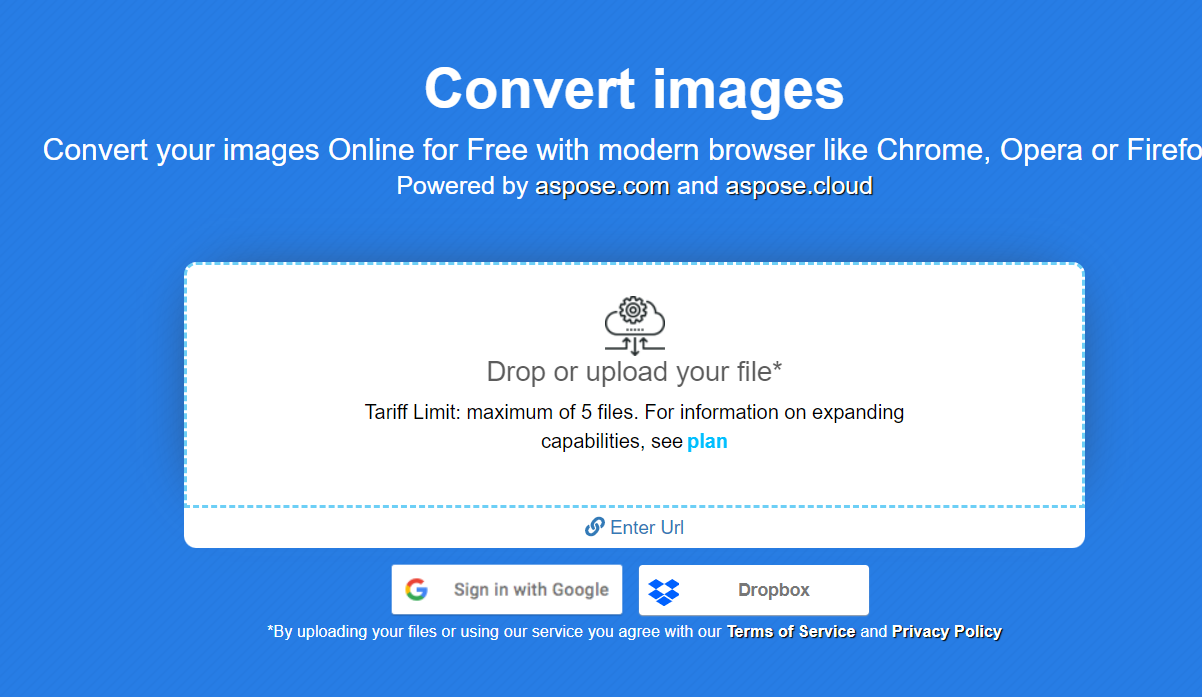 Convert images
Convert your images Online for Free with modern browser like Chrome, Opera or Firefo
Powered by aspose.com and aspose.cloud
Drop or upload your file*
Tariff Limit: maximum of 5 files. For information on expanding
capabilities, see plan
Enter Url
Sign in with Google
Dropbox
*By uploading your files or using our service you agree with our Terms of Service and Privacy Policy